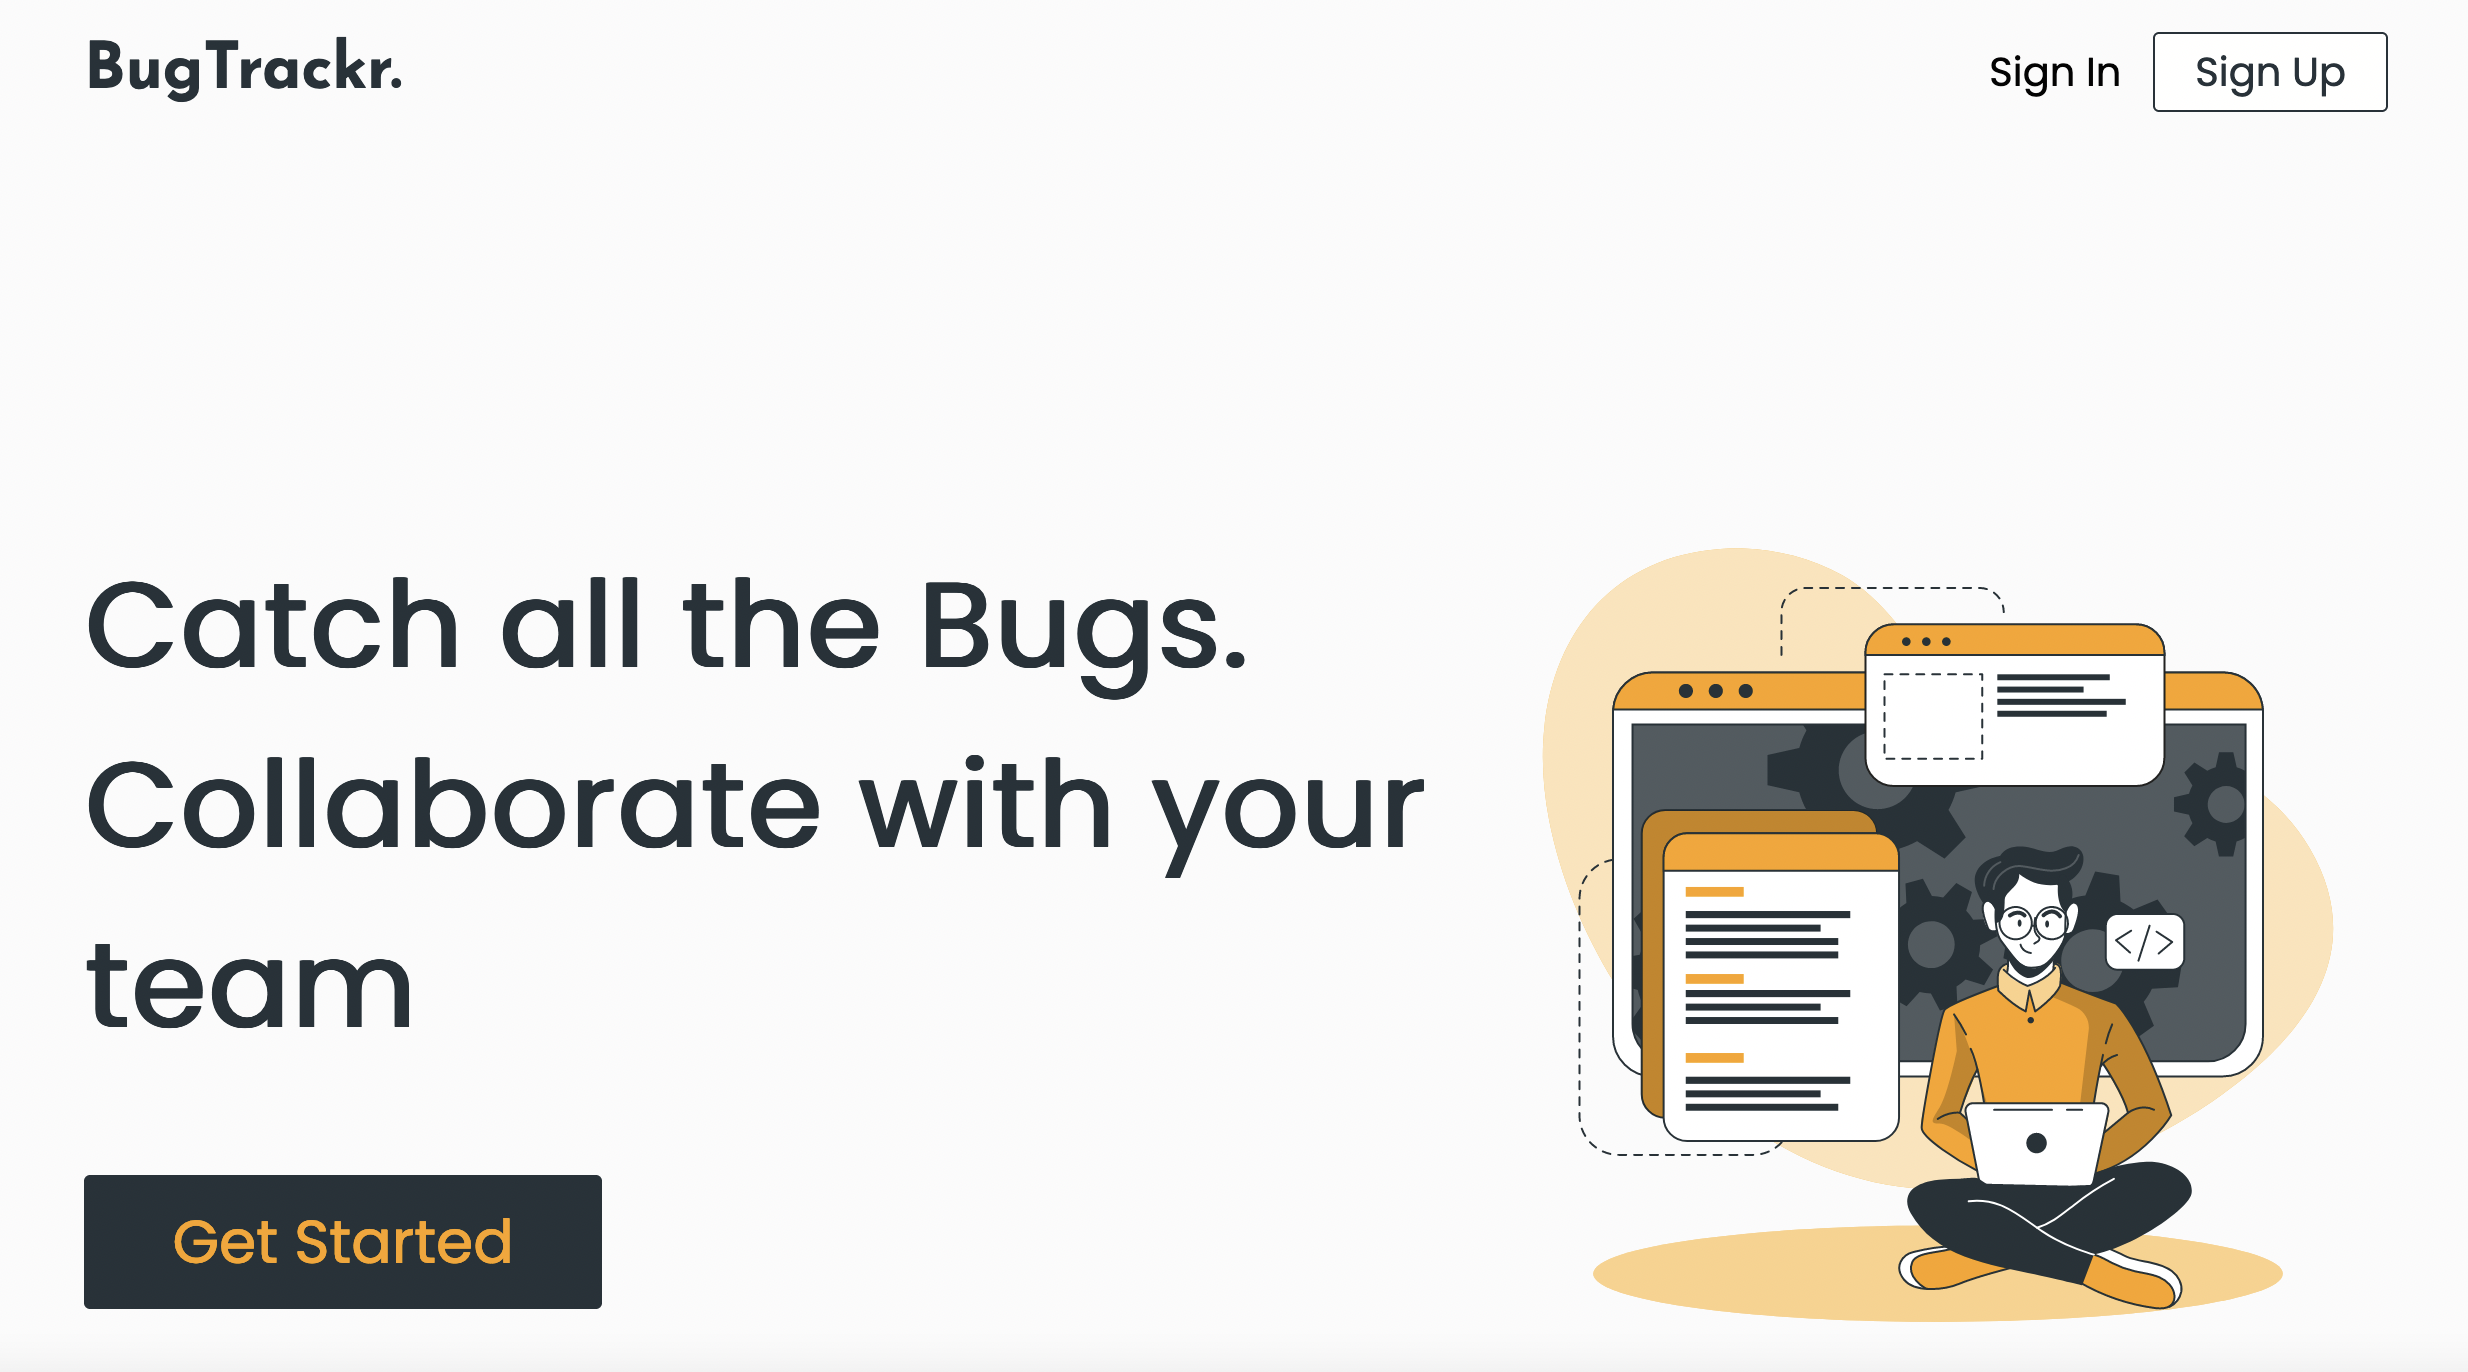 BugTrackr.
Sign In
Sign Up
Catch all the Bugs.
Collaborate with your
team
Get Started
</>